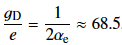 g_D/e = 1/(2α_e) ≈ 68.5.